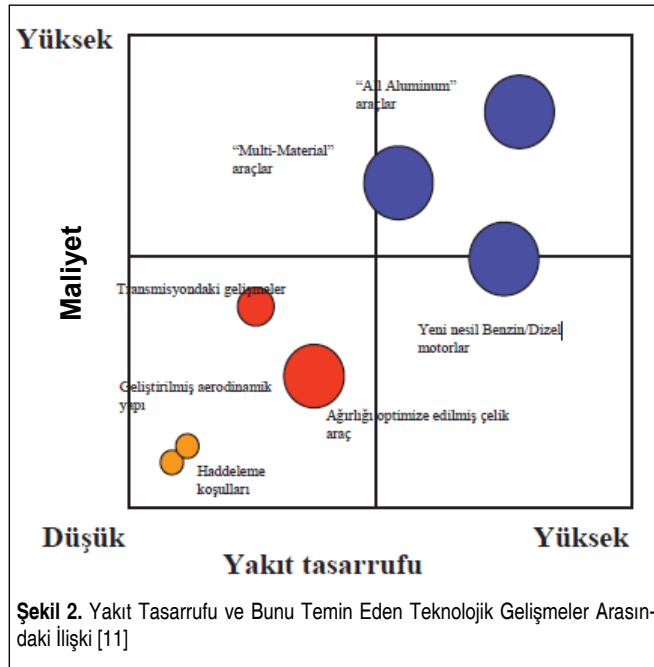 Yüksek
“All Aluminum”
araçlar
“Multi-Material”
araçlar
Maliyet
Transmisyondaki gelişmeler
Yeni nesil Benzin/Dizel
motorlar
Geliştirilmiş aerodinamik
yapı
Ağırlığı optimize edilmiş çelik
araç
Haddeleme
koşulları
Düşük
Yüksek
Yakıt tasarrufu
Şekil 2. Yakıt Tasarrufu ve Bunu Temin Eden Teknolojik Gelişmeler Arasın-
daki İlişki [11]